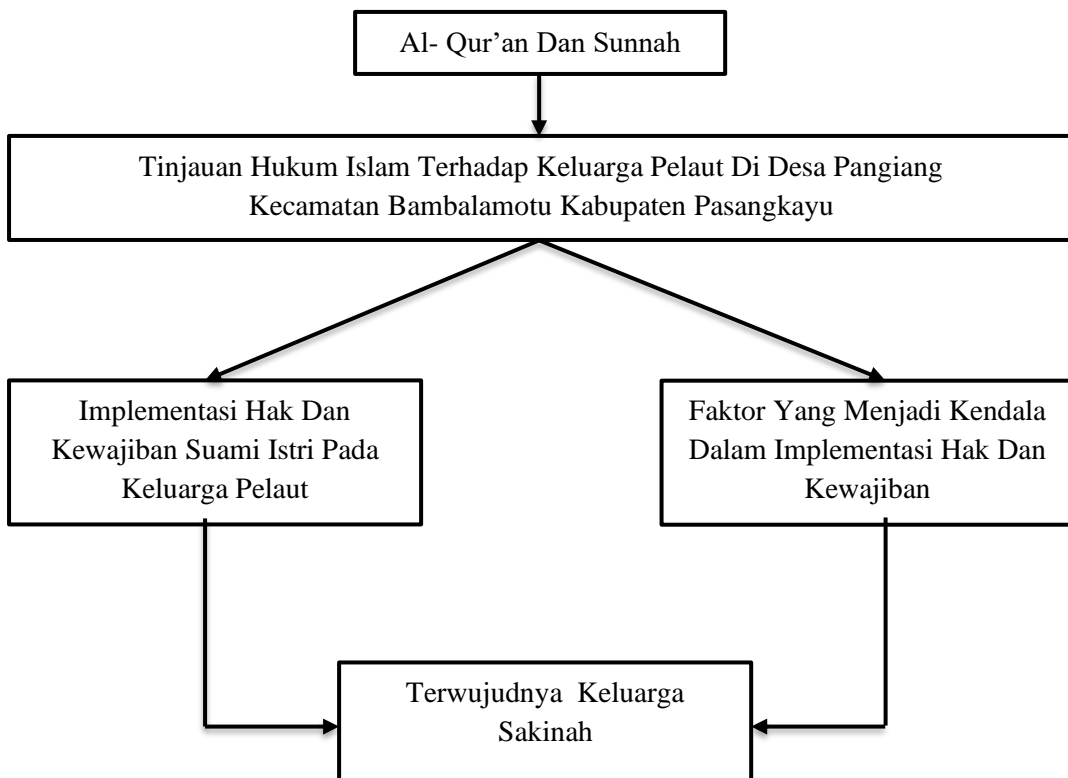 Al- Qur’an Dan Sunnah
Tinjauan Hukum Islam Terhadap Keluarga Pelaut Di Desa Pangiang
Kecamatan Bambalamotu Kabupaten Pasangkayu
Implementasi Hak Dan
Kewajiban Suami Istri Pada
Keluarga Pelaut
Faktor Yang Menjadi Kendala
Dalam Implementasi Hak Dan
Kewajiban
Terwujudnya  Keluarga
Sakinah